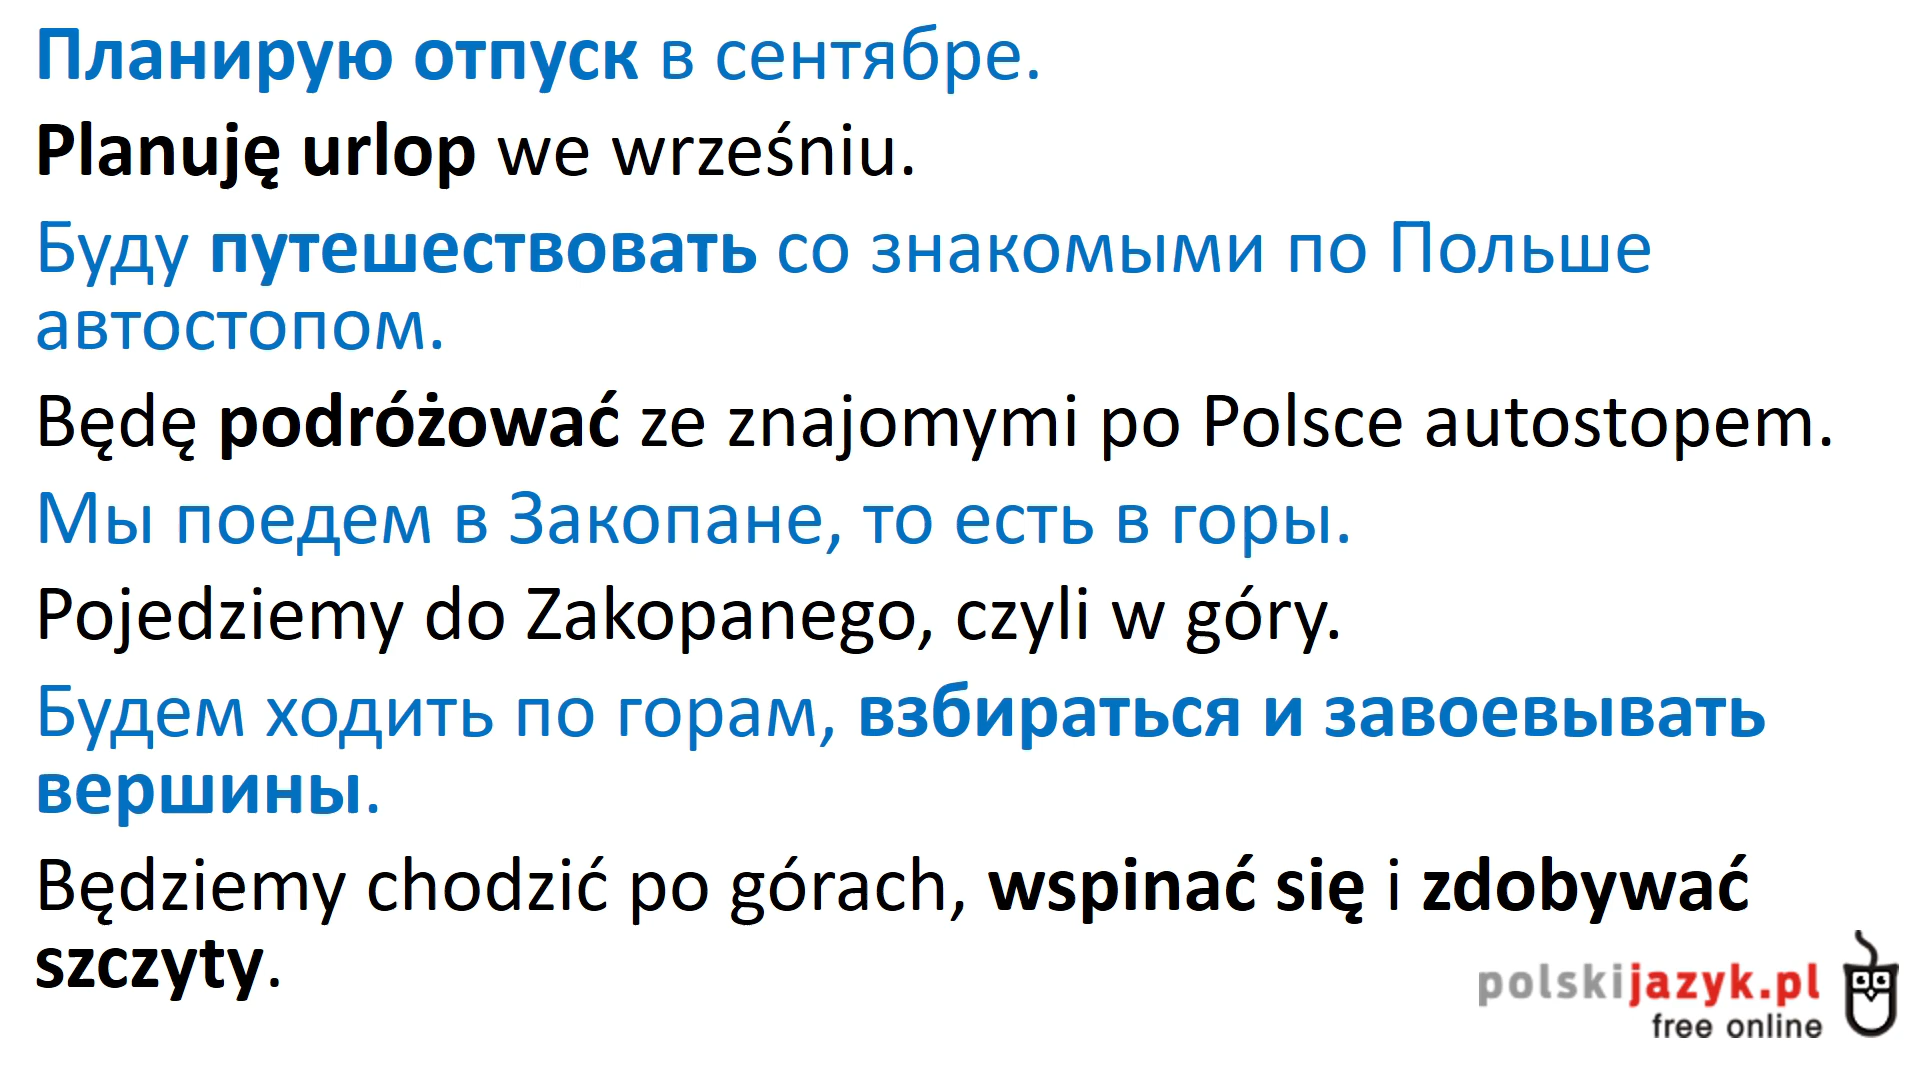 Планирую отпуск в сентябре.
Planuję urlop we wrześniu.
Буду путешествовать со знакомыми по Польше
автостопом.
Będę podróżować ze znajomymi po Polsce autostopem.
Мы поедем в Закопане, то есть в горы.
Pojedziemy do Zakopanego, czyli w góry.
Будем ходить по горам, взбираться и завоевывать
вершины.
Będziemy chodzić po górach, wspinać się i zdobywać
szczyty.
polskijazyk.pl
free online